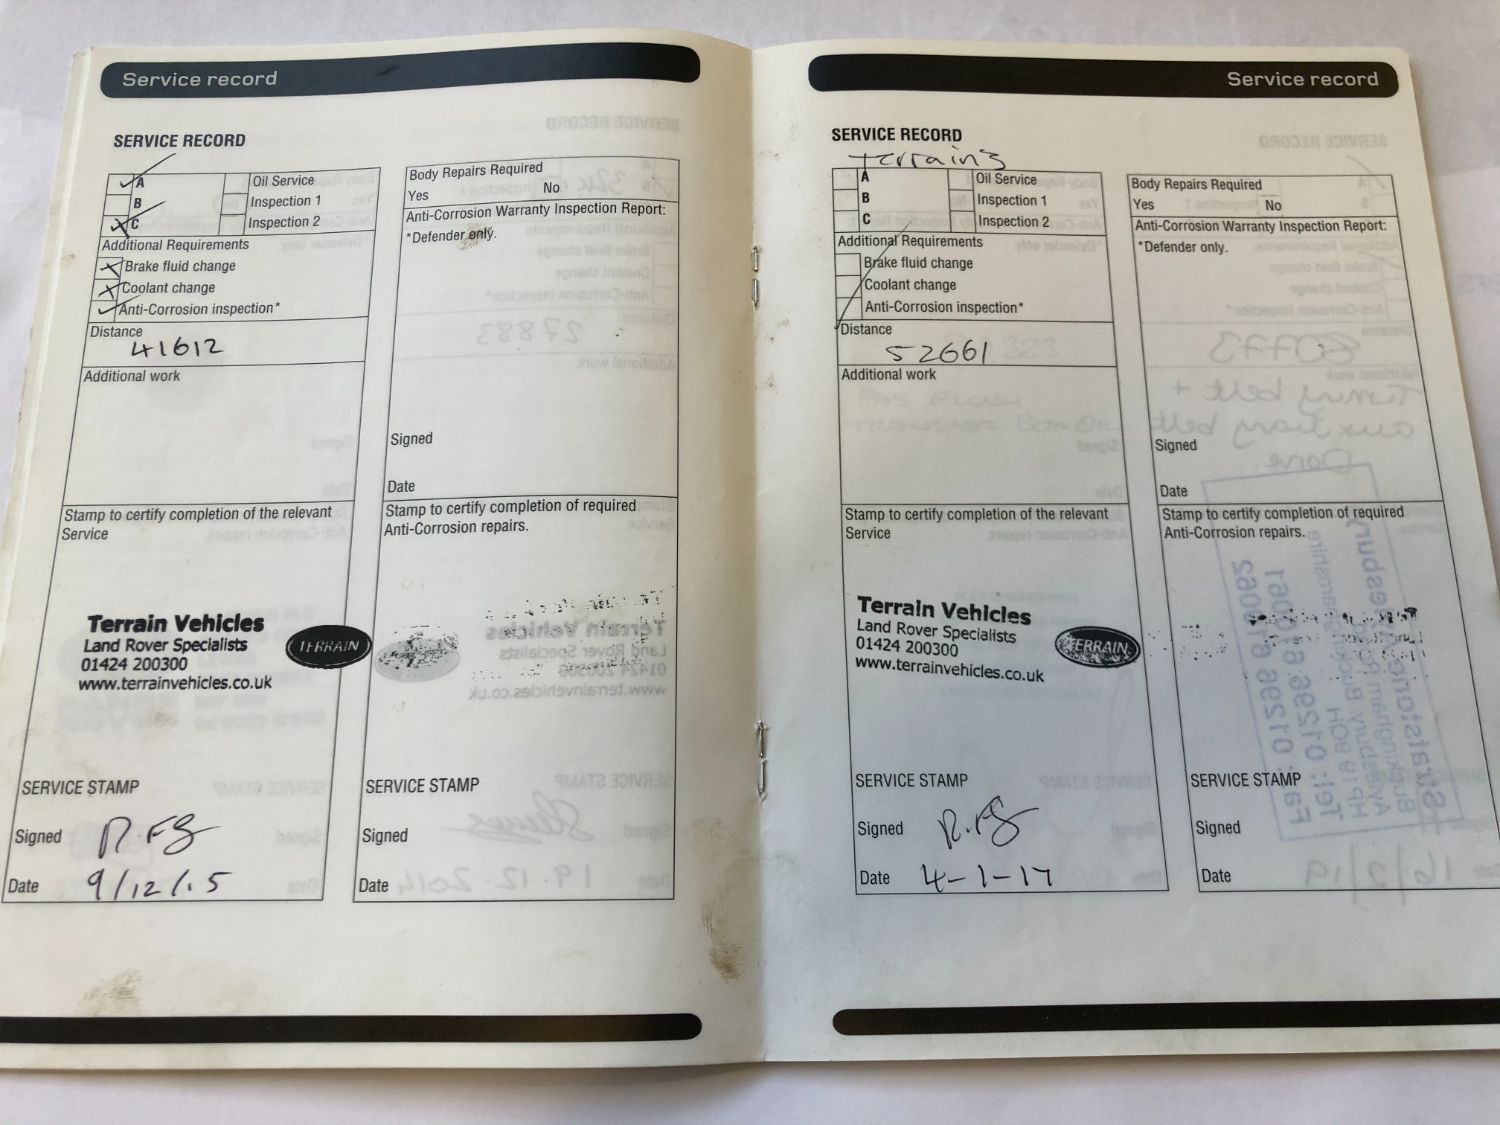 Service record
SERVICE RECORD
A
B
C
Oil Service
Inspection 1
Inspection 2
Additional Requirements
Brake fluid change
Coolant change
Anti-Corrosion inspection*
Distance
41612
Additional work
Stamp to certify completion of the relevant
Service
Terrain Vehicles
Land Rover Specialists
01424 200300
www.terrainvehicles.co.uk
TERRAIN
SERVICE STAMP
Signed
Date 9/12/15
Body Repairs Required
Yes No
Anti-Corrosion Warranty Inspection Report:
*Defender only.
Signed
Date
Stamp to certify completion of required
Anti-Corrosion repairs.
SERVICE STAMP
Signed
Date
Service record
SERVICE RECORD
Terrain's
A
B
C
Oil Service
Inspection 1
Inspection 2
Additional Requirements
Brake fluid change
Coolant change
Anti-Corrosion inspection*
Distance
52661
Additional work
Stamp to certify completion of the relevant
Service
Terrain Vehicles
Land Rover Specialists
01424 200300
www.terrainvehicles.co.uk
TERRAIN
SERVICE STAMP
Signed
Date 4-1-17
Body Repairs Required
Yes No
Anti-Corrosion Warranty Inspection Report:
*Defender only.
Signed
Date
Stamp to certify completion of required
Anti-Corrosion repairs.
SERVICE STAMP
Signed
Date